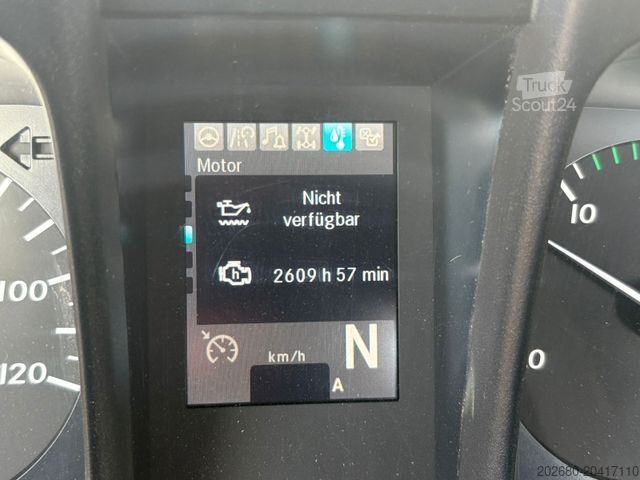 Truck
Scout24
Motor
Nicht
verfügbar
2609 h 57 min
km/h
N
A
100
120
10
0
202680-20417110